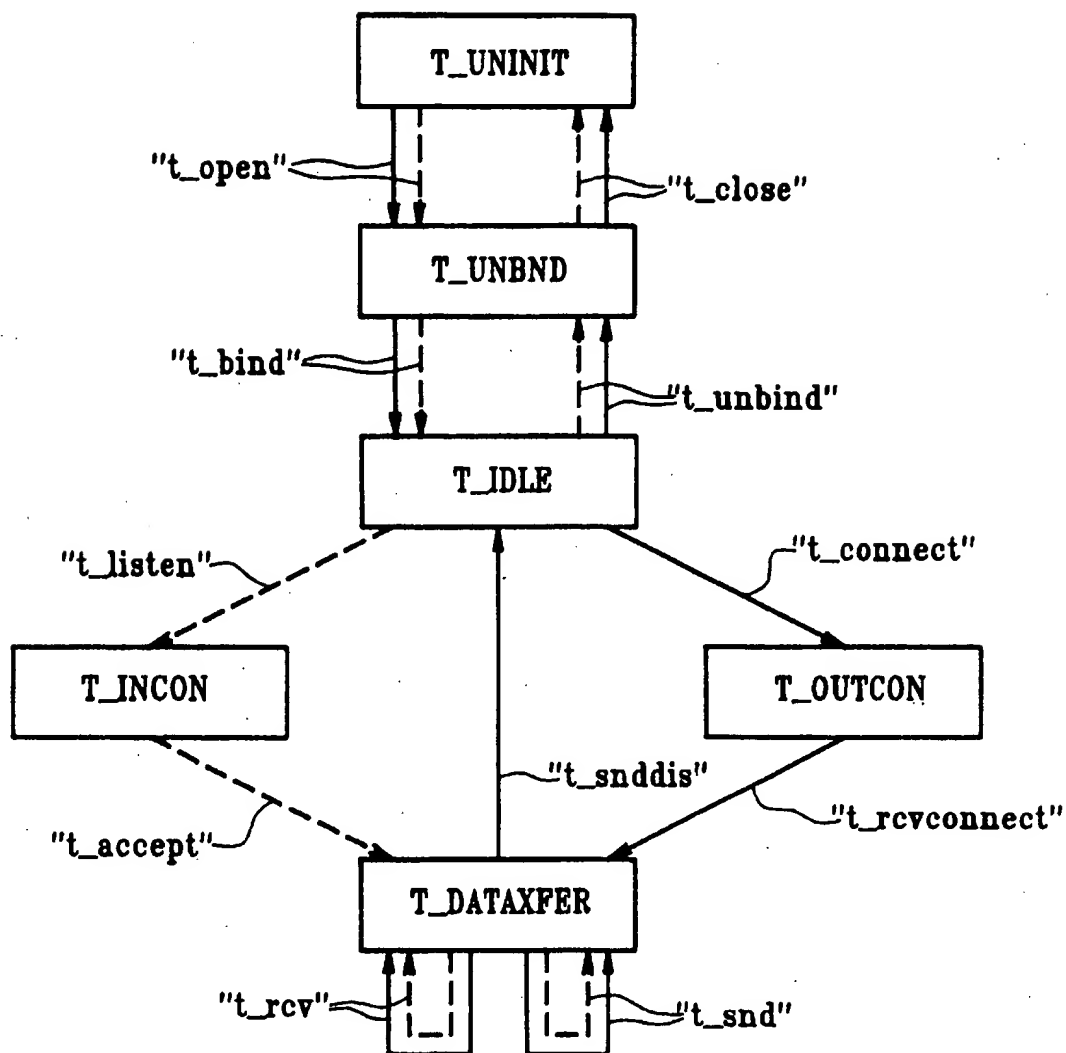 T_UNINIT
"t_open"
"t_close"
T_UNBND
"t_bind"
"t_unbind"
T_IDLE
"t_listen"
"t_connect"
T_INCON
T_OUTCON
"t_snddis"
"t_accept"
"t_rcvconnect"
T_DATAXFER
"t_rcv"
"t_snd"